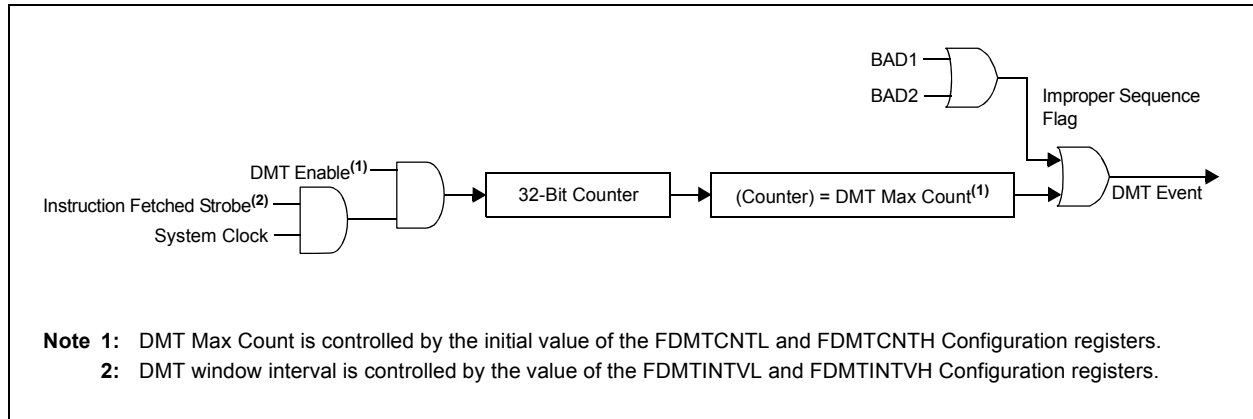 BAD1
BAD2
Improper Sequence
Flag
DMT Enable(1)
Instruction Fetched Strobe(2)
System Clock
32-Bit Counter
(Counter) = DMT Max Count(1)
DMT Event
Note 1: DMT Max Count is controlled by the initial value of the FDMTCNTL and FDMTCNTH Configuration registers.
2: DMT window interval is controlled by the value of the FDMTINTVL and FDMTINTVH Configuration registers.